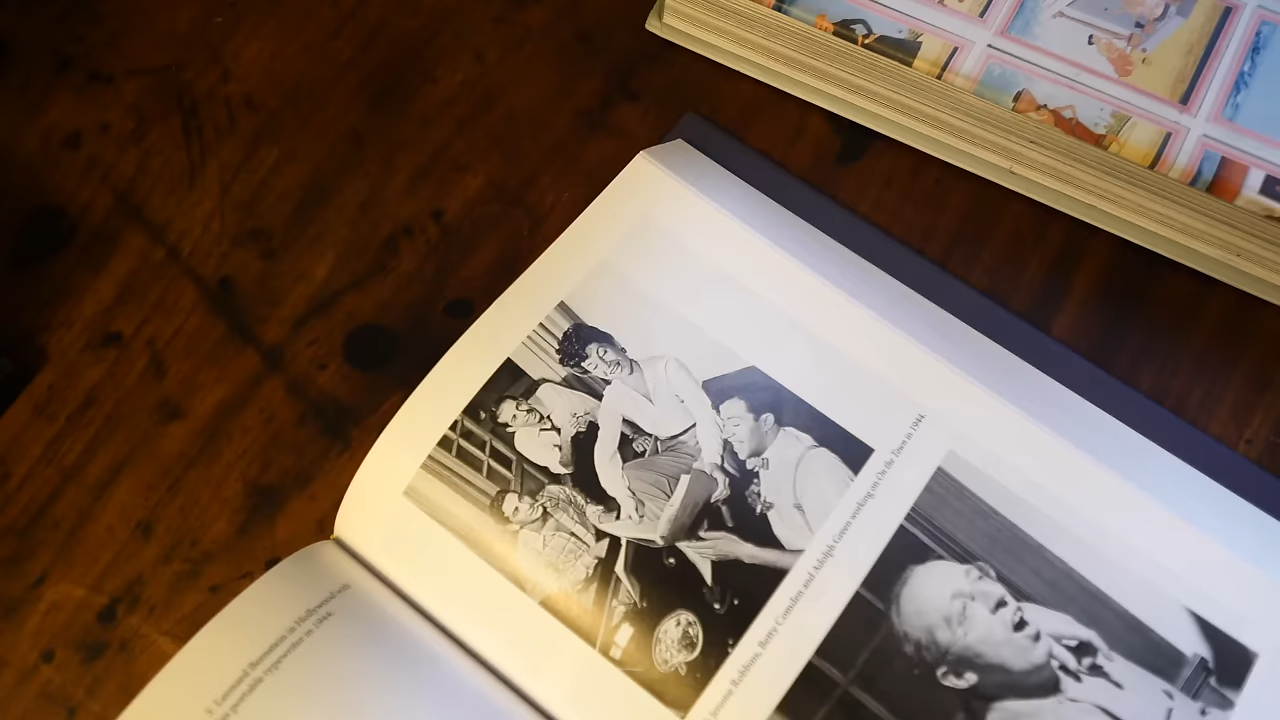 Leonard Bernstein in Hollywood
portable typewriter in 1944.
Jerome Robbins, Betty Comden and Adolph Green working on On the Town in 1944.